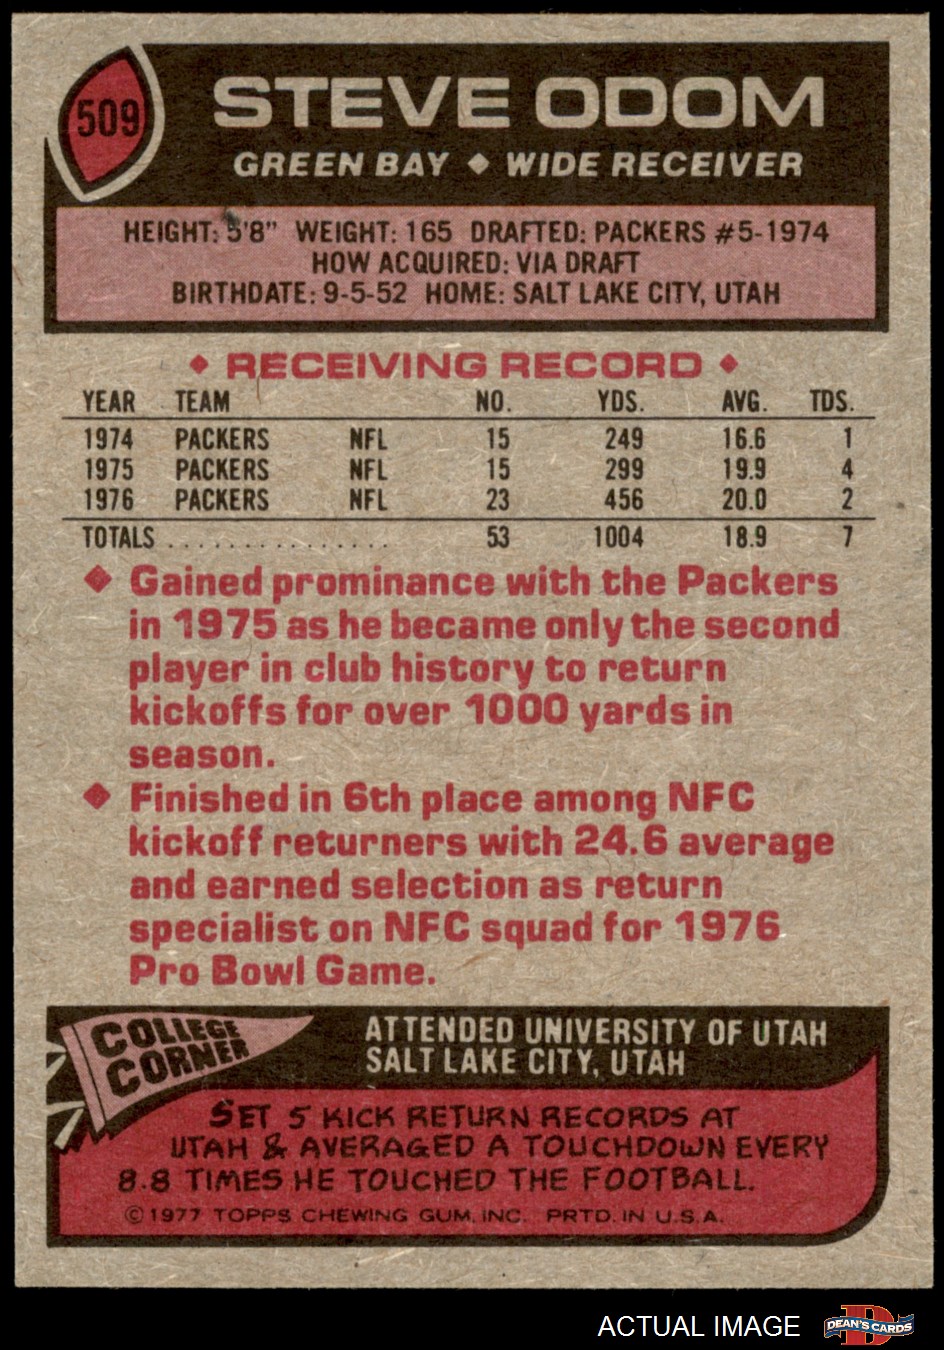 509
STEVE ODOM
GREEN BAY ◆ WIDE RECEIVER
HEIGHT: 5'8" WEIGHT: 165 DRAFTED: PACKERS #5-1974
HOW ACQUIRED: VIA DRAFT
BIRTHDATE: 9-5-52 HOME: SALT LAKE CITY, UTAH
◆ RECEIVING RECORD ◆
YEAR TEAM NO. YDS. AVG. TDS.
1974 PACKERS NFL 15 249 16.6 1
1975 PACKERS NFL 15 299 19.9 4
1976 PACKERS NFL 23 456 20.0 2
TOTALS . . . . . . . . . . . . . . . 53 1004 18.9 7
◆ Gained prominance with the Packers
in 1975 as he became only the second
player in club history to return
kickoffs for over 1000 yards in
season.
◆ Finished in 6th place among NFC
kickoff returners with 24.6 average
and earned selection as return
specialist on NFC squad for 1976
Pro Bowl Game.
COLLEGE
CORNER
ATTENDED UNIVERSITY OF UTAH
SALT LAKE CITY, UTAH
SET 5 KICK RETURN RECORDS AT
UTAH & AVERAGED A TOUCHDOWN EVERY
8.8 TIMES HE TOUCHED THE FOOTBALL.
©1977 TOPPS CHEWING GUM, INC. PRTD. IN U.S.A.
ACTUAL IMAGE
D
DEAN'S CARDS